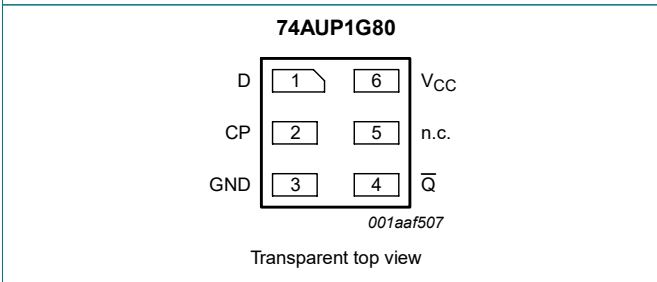 74AUP1G80
D 1 6 VCC
CP 2 5 n.c.
GND 3 4 Q̅
001aaf507
Transparent top view